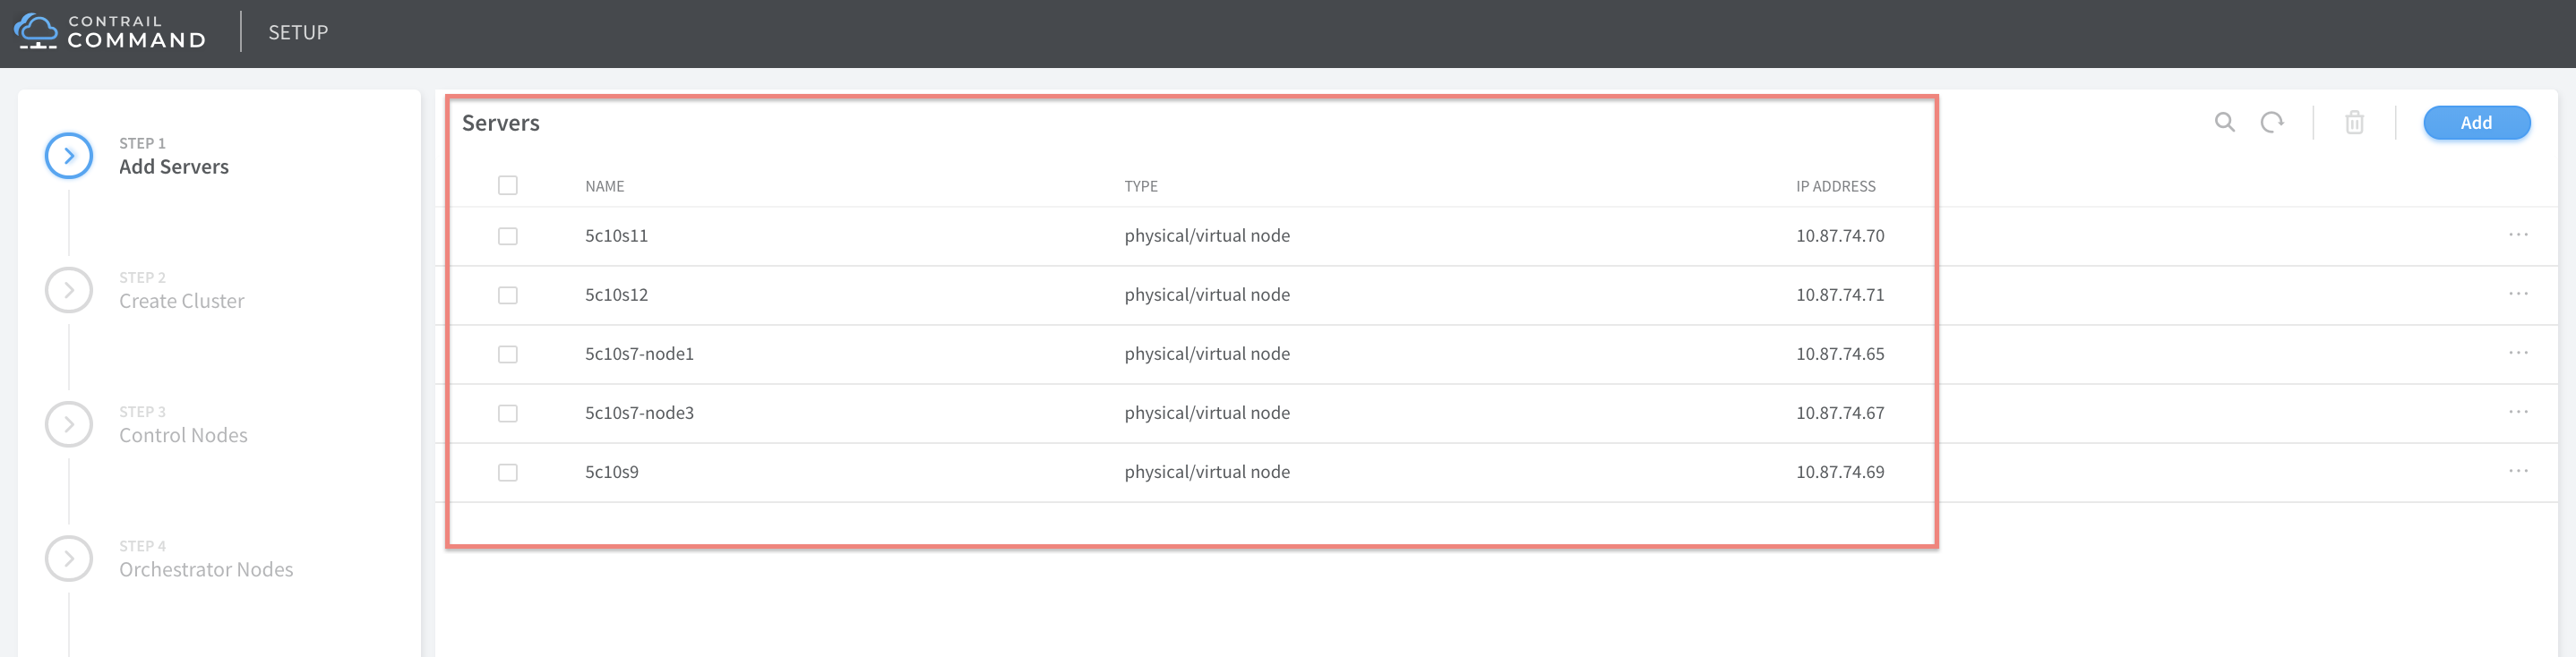 CONTRAIL
COMMAND
SETUP
STEP 1
Add Servers
STEP 2
Create Cluster
STEP 3
Control Nodes
STEP 4
Orchestrator Nodes
Servers
Add
NAME TYPE IP ADDRESS
5c10s11 physical/virtual node 10.87.74.70
5c10s12 physical/virtual node 10.87.74.71
5c10s7-node1 physical/virtual node 10.87.74.65
5c10s7-node3 physical/virtual node 10.87.74.67
5c10s9 physical/virtual node 10.87.74.69